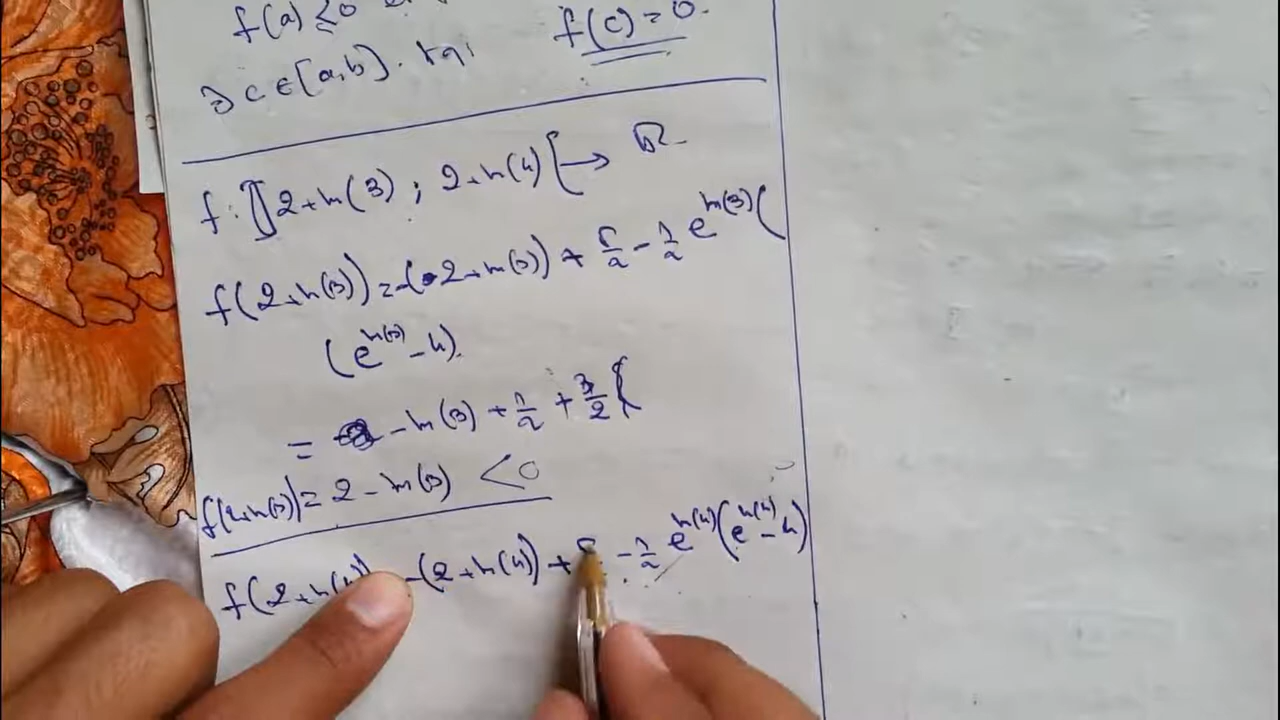 f(a) ≤ 0
∃ c ∈ [a,b]. tq: f(c) = 0.
f: ]2+ln(3) ; 2+ln(4)[ → ℝ
f(2+ln(3)) = -(2+ln(3)) + 5/2 - 1/2 e^ln(3) (
(e^ln(3) - 4).
= -ln(3) + 1/2 + 3/2
f(2+ln(3)) = 2 - ln(3) < 0
f(2+ln(4)) -(2+ln(4)) + - 1/2 e^ln(4) (e^ln(4) - 4)